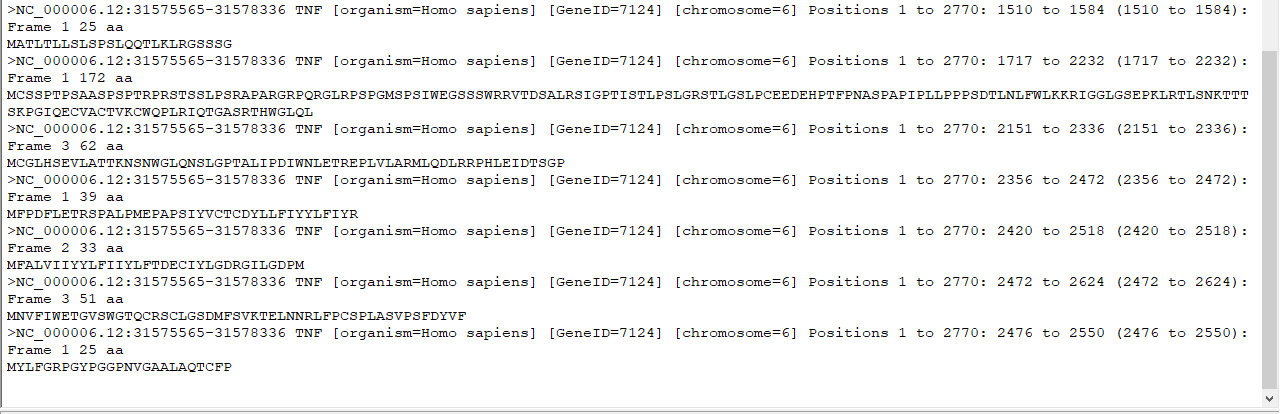 >NC_000006.12:31575565-31578336 TNF [organism=Homo sapiens] [GeneID=7124] [chromosome=6] Positions 1 to 2770: 1510 to 1584 (1510 to 1584):
Frame 1 25 aa
MATLTLLSLSPSLQQTLKLRGSSSG
>NC_000006.12:31575565-31578336 TNF [organism=Homo sapiens] [GeneID=7124] [chromosome=6] Positions 1 to 2770: 1717 to 2232 (1717 to 2232):
Frame 1 172 aa
MCSSPTPSAASPSPTRPRSTSSLPSRAPARGRPQRGLRPSPGMSPSIWEGSSSWRRVTDSALRSIGPTISTLPSLGRSTLGSLPCEEDEHPTFPNASPAPIPLLPPPSDTLNLFWLKKRIGGLGSEPKLRTLSNKTTT
SKPGIQECVACTVKCWQPLRIQTGASRTHWGLQL
>NC_000006.12:31575565-31578336 TNF [organism=Homo sapiens] [GeneID=7124] [chromosome=6] Positions 1 to 2770: 2151 to 2336 (2151 to 2336):
Frame 3 62 aa
MCGLHSEVLATTKNSNWGLQNSLGPTALIPDIWNLETREPLVLARMLQDLRRPHLEIDTSGP
>NC_000006.12:31575565-31578336 TNF [organism=Homo sapiens] [GeneID=7124] [chromosome=6] Positions 1 to 2770: 2356 to 2472 (2356 to 2472):
Frame 1 39 aa
MFPDFLETRSPALPMEPAPSIYVCTCDYLLFIYYLFIYR
>NC_000006.12:31575565-31578336 TNF [organism=Homo sapiens] [GeneID=7124] [chromosome=6] Positions 1 to 2770: 2420 to 2518 (2420 to 2518):
Frame 2 33 aa
MFALVIIYYLFIIYLFTDECIYLGDRGILGDPM
>NC_000006.12:31575565-31578336 TNF [organism=Homo sapiens] [GeneID=7124] [chromosome=6] Positions 1 to 2770: 2472 to 2624 (2472 to 2624):
Frame 3 51 aa
MNVFIWETGVSWGTQCRSCLGSDMFSVKTELNNRLFPCSPLASVPSFDYVF
>NC_000006.12:31575565-31578336 TNF [organism=Homo sapiens] [GeneID=7124] [chromosome=6] Positions 1 to 2770: 2476 to 2550 (2476 to 2550):
Frame 1 25 aa
MYLFGRPGYPGGPNVGAALAQTCFP